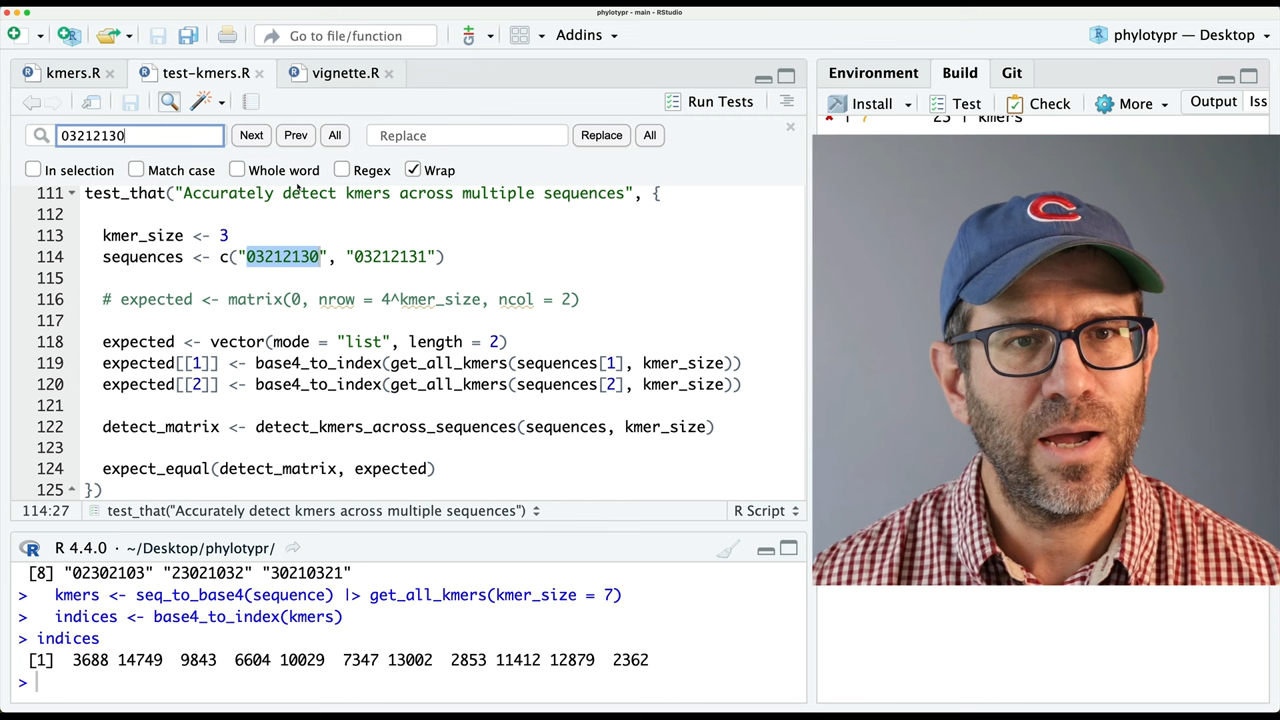 phylotypr - main - RStudio
Go to file/function
Addins
phylotypr — Desktop
kmers.R
test-kmers.R
vignette.R
Environment
Build
Git
Run Tests
Install
Test
Check
More
Output
Iss
03212130
Next
Prev
All
Replace
Replace
All
In selection
Match case
Whole word
Regex
Wrap
111 test_that("Accurately detect kmers across multiple sequences", {
112
113 kmer_size <- 3
114 sequences <- c("03212130", "03212131")
115
116 # expected <- matrix(0, nrow = 4^kmer_size, ncol = 2)
117
118 expected <- vector(mode = "list", length = 2)
119 expected[[1]] <- base4_to_index(get_all_kmers(sequences[1], kmer_size))
120 expected[[2]] <- base4_to_index(get_all_kmers(sequences[2], kmer_size))
121
122 detect_matrix <- detect_kmers_across_sequences(sequences, kmer_size)
123
124 expect_equal(detect_matrix, expected)
125 })
114:27
test_that("Accurately detect kmers across multiple sequences")
R Script
R 4.4.0 · ~/Desktop/phylotypr/
[8] "02302103" "23021032" "30210321"
> kmers <- seq_to_base4(sequence) |> get_all_kmers(kmer_size = 7)
> indices <- base4_to_index(kmers)
> indices
[1] 3688 14749 9843 6604 10029 7347 13002 2853 11412 12879 2362
>